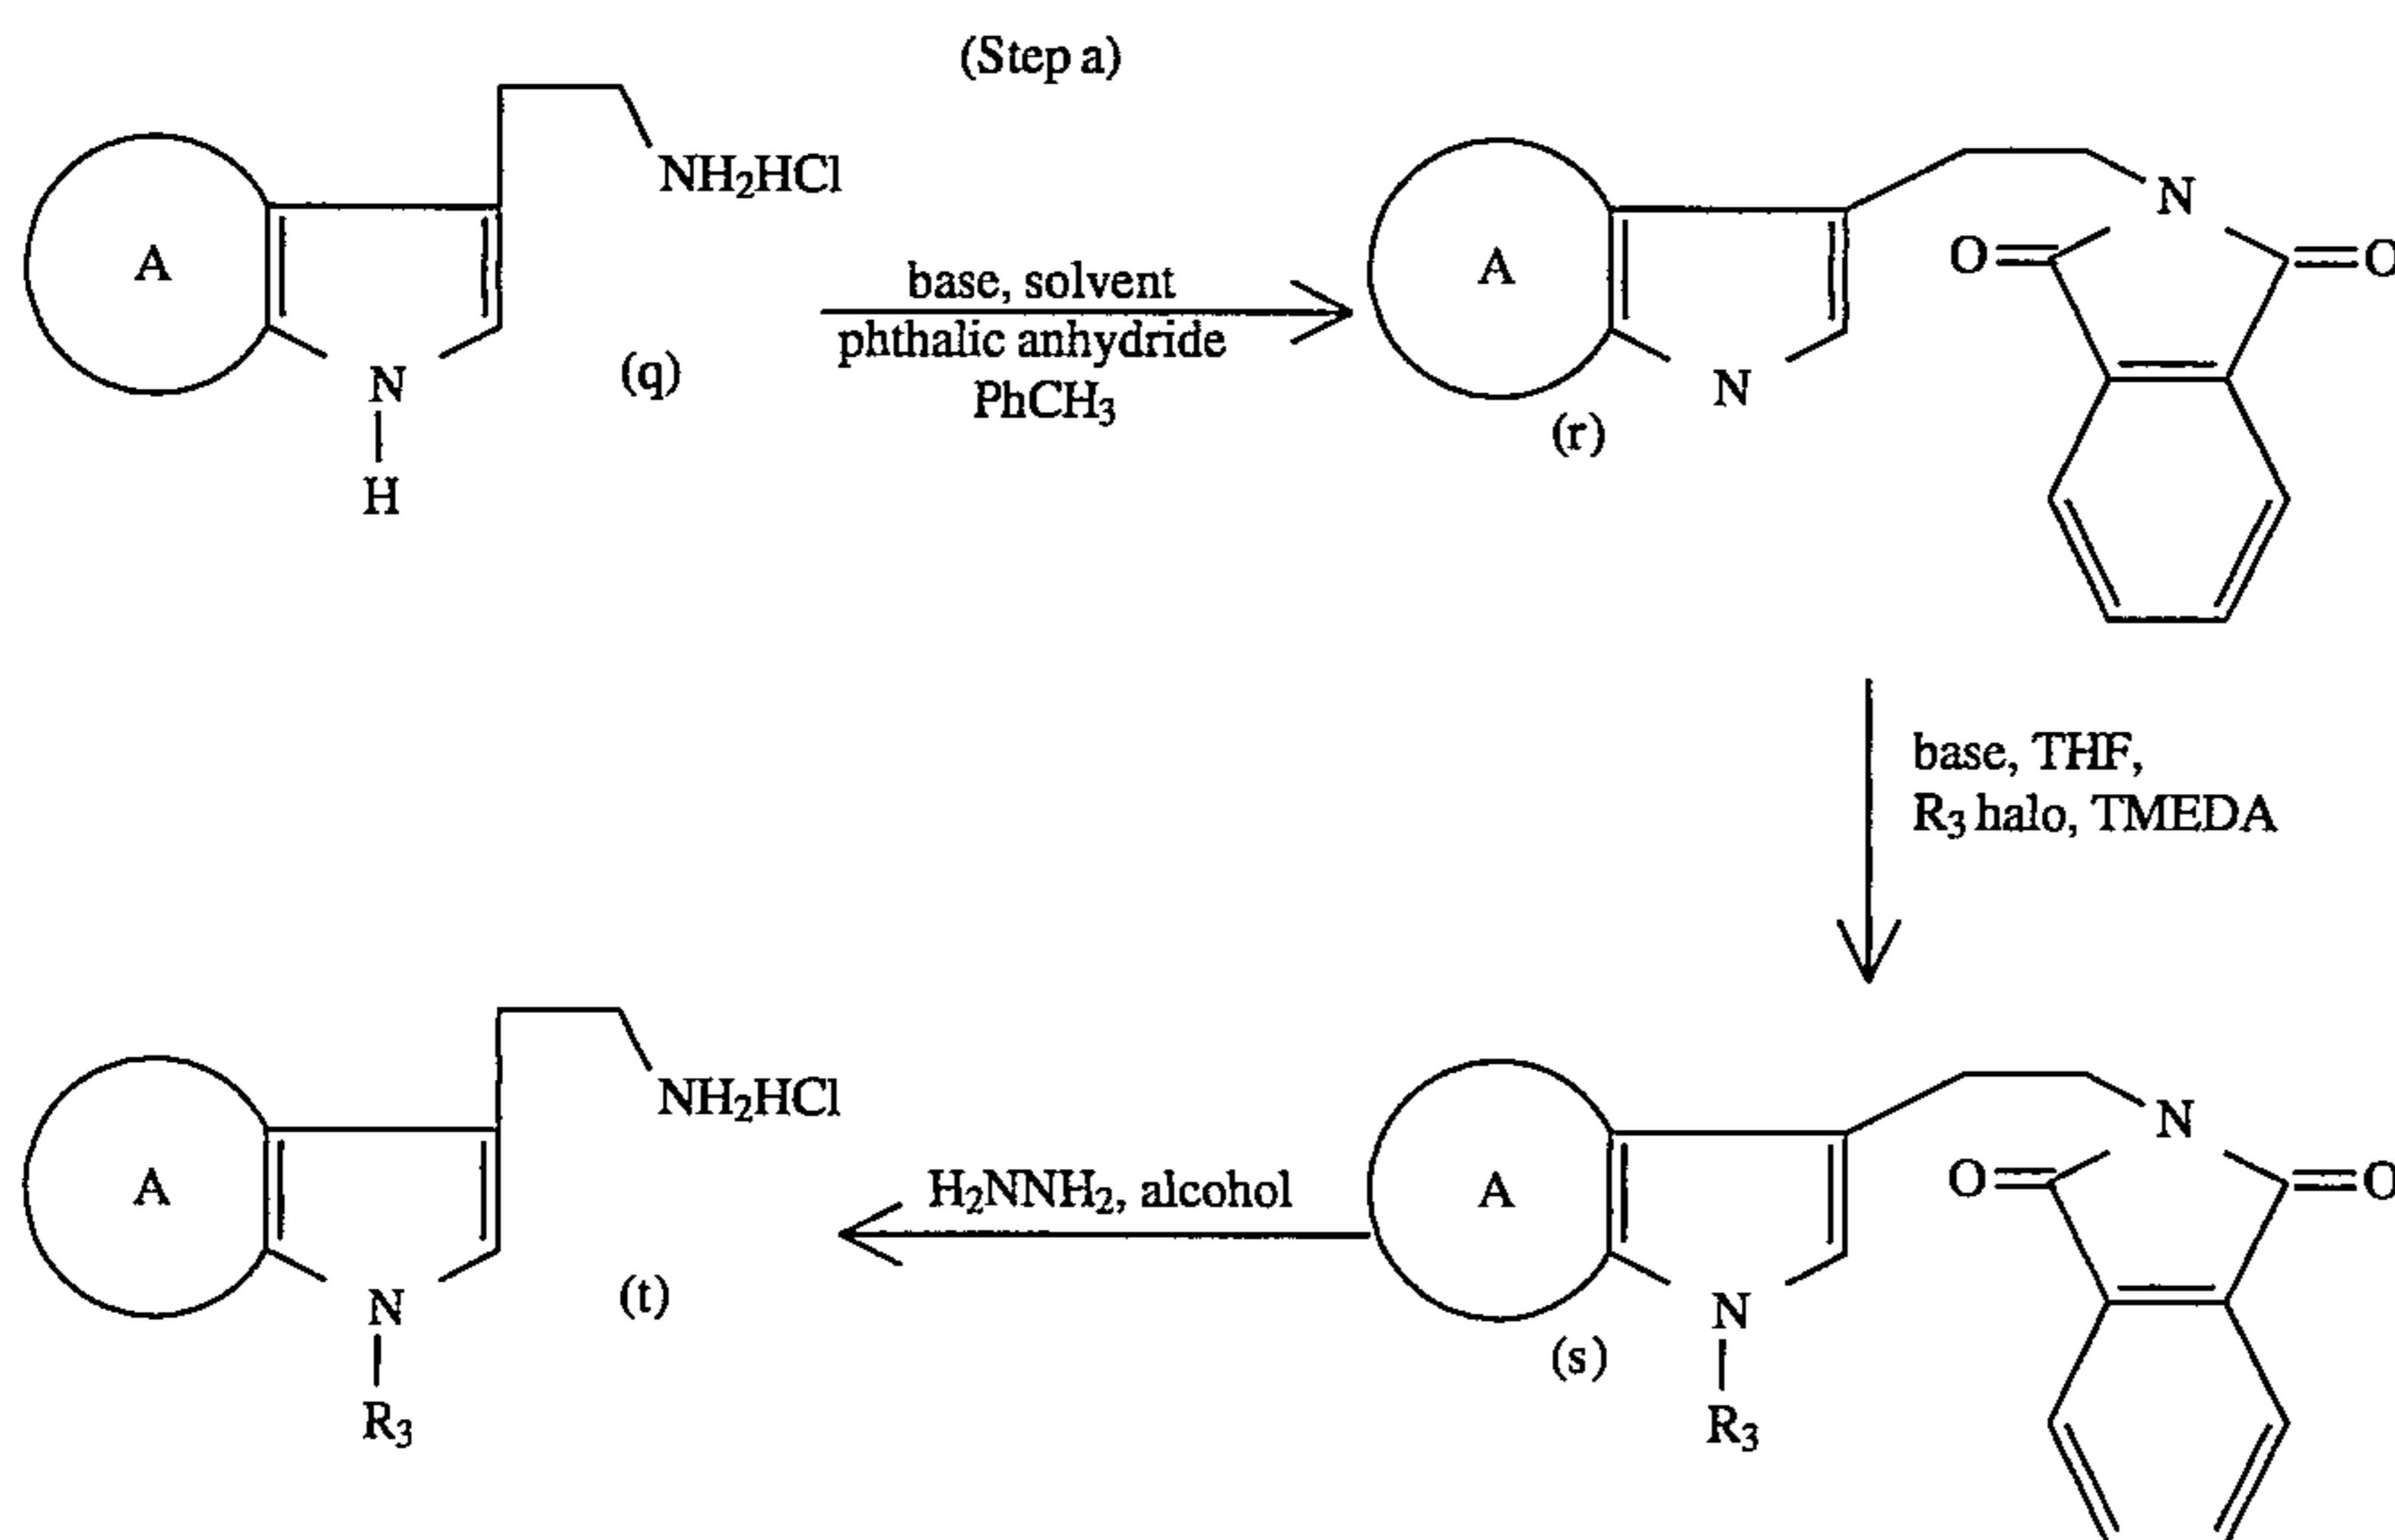 (Step a)
NH₂HCl
A
N
H
(q)
base, solvent
phthalic anhydride
PhCH₃
A
N
(r)
N
O
O
base, THF,
R₃ halo, TMEDA
NH₂HCl
A
N
R₃
(t)
H₂NNH₂, alcohol
A
N
R₃
(s)
N
O
O